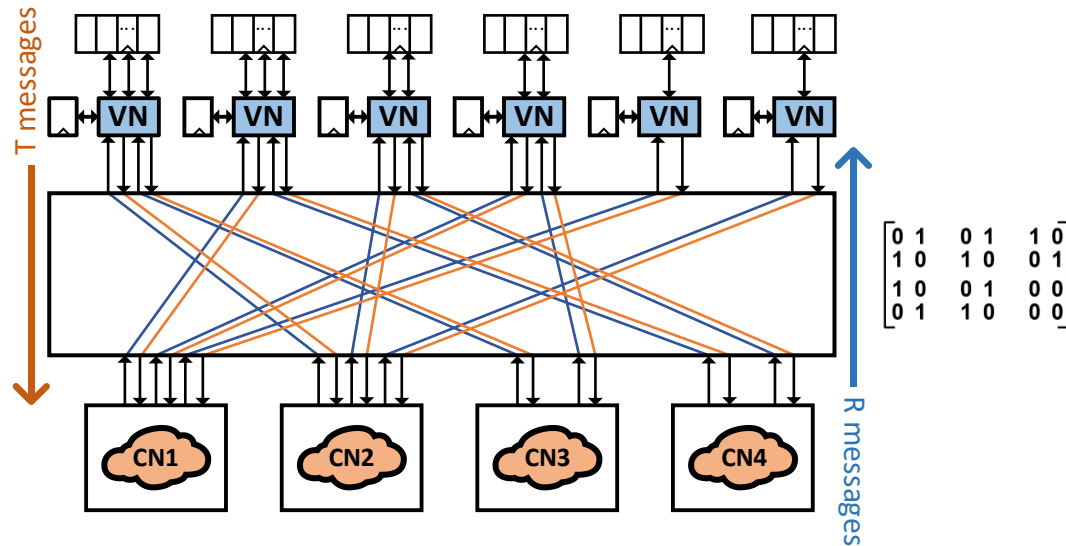 ... ... ... ... ... ...
T messages
VN VN VN VN VN VN
0 1 0 1 1 0
1 0 1 0 0 1
1 0 0 1 0 0
0 1 1 0 0 0
CN1 CN2 CN3 CN4
R messages